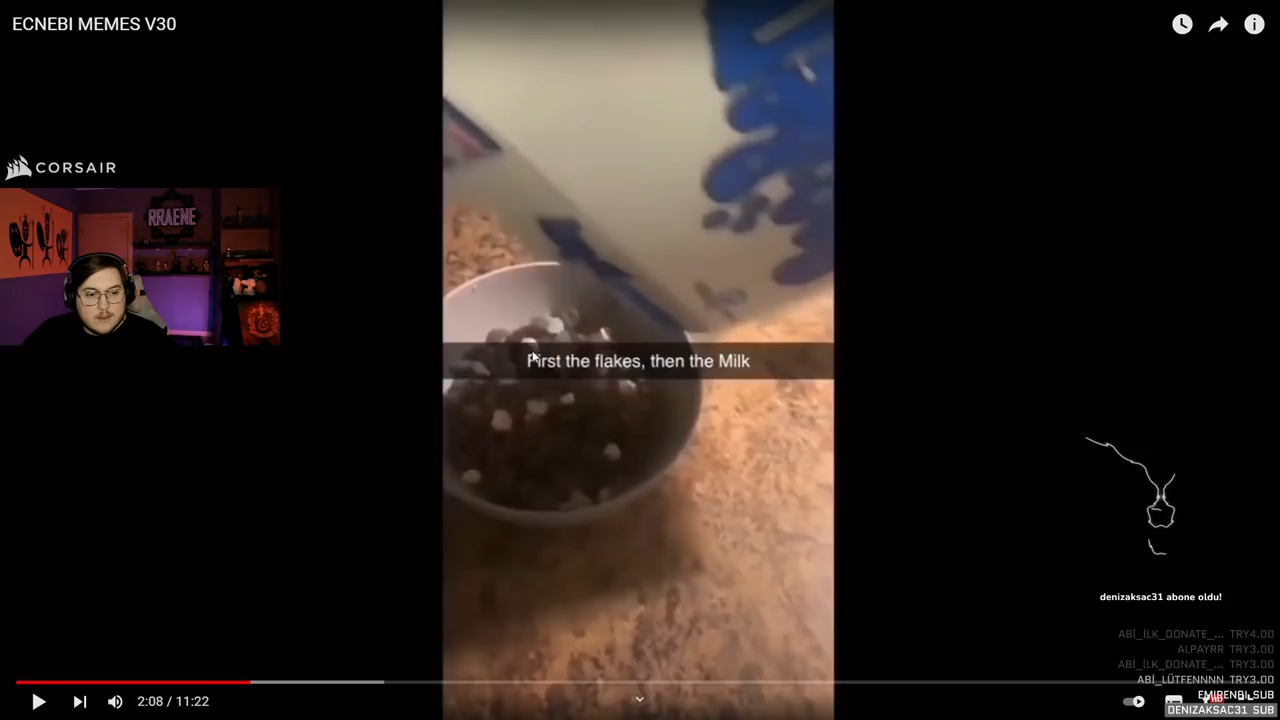 ECNEBI MEMES V30
CORSAIR
RRAENE
First the flakes, then the Milk
denizaksac31 abone oldu!
ABİ_İLK_DONATE_... TRY4.00
ALPAYRR TRY3.00
ABİ_İLK_DONATE_... TRY3.00
ABİ_LÜTFENNNN TRY3.00
EMIRENDL SUB
DENIZAKSAC31 SUB
2:08 / 11:22